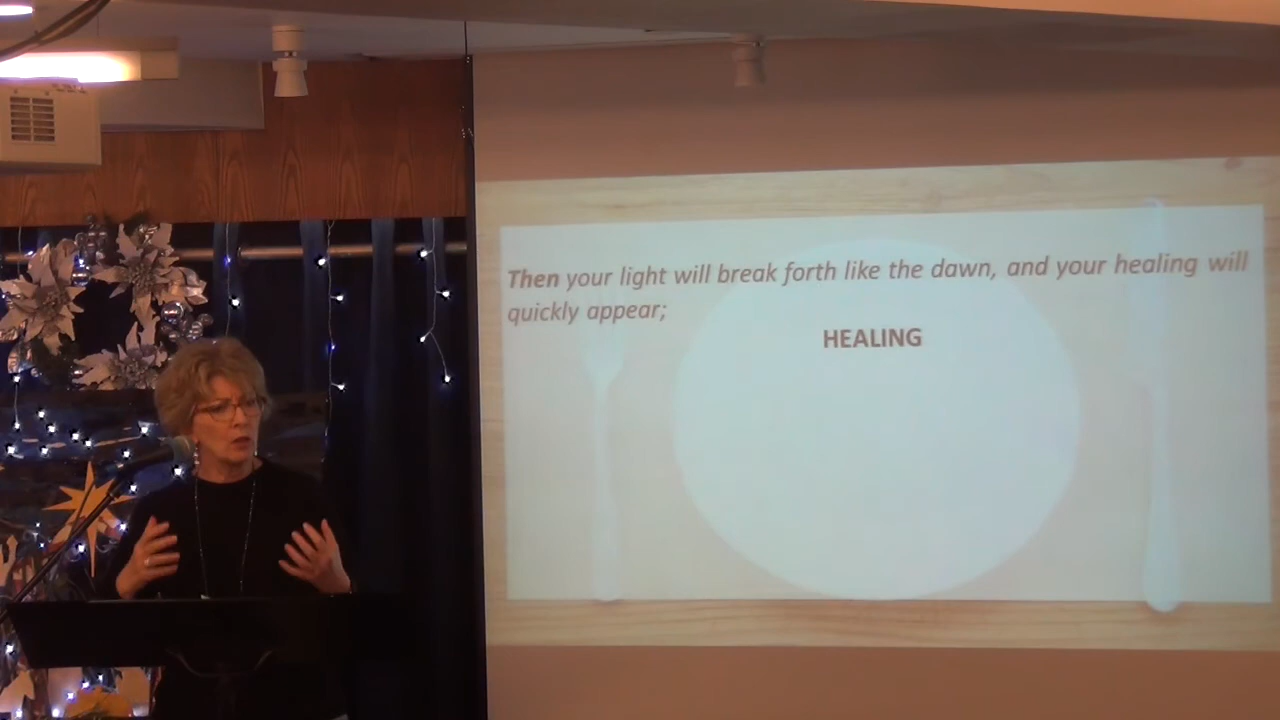 Then your light will break forth like the dawn, and your healing will
quickly appear;
HEALING